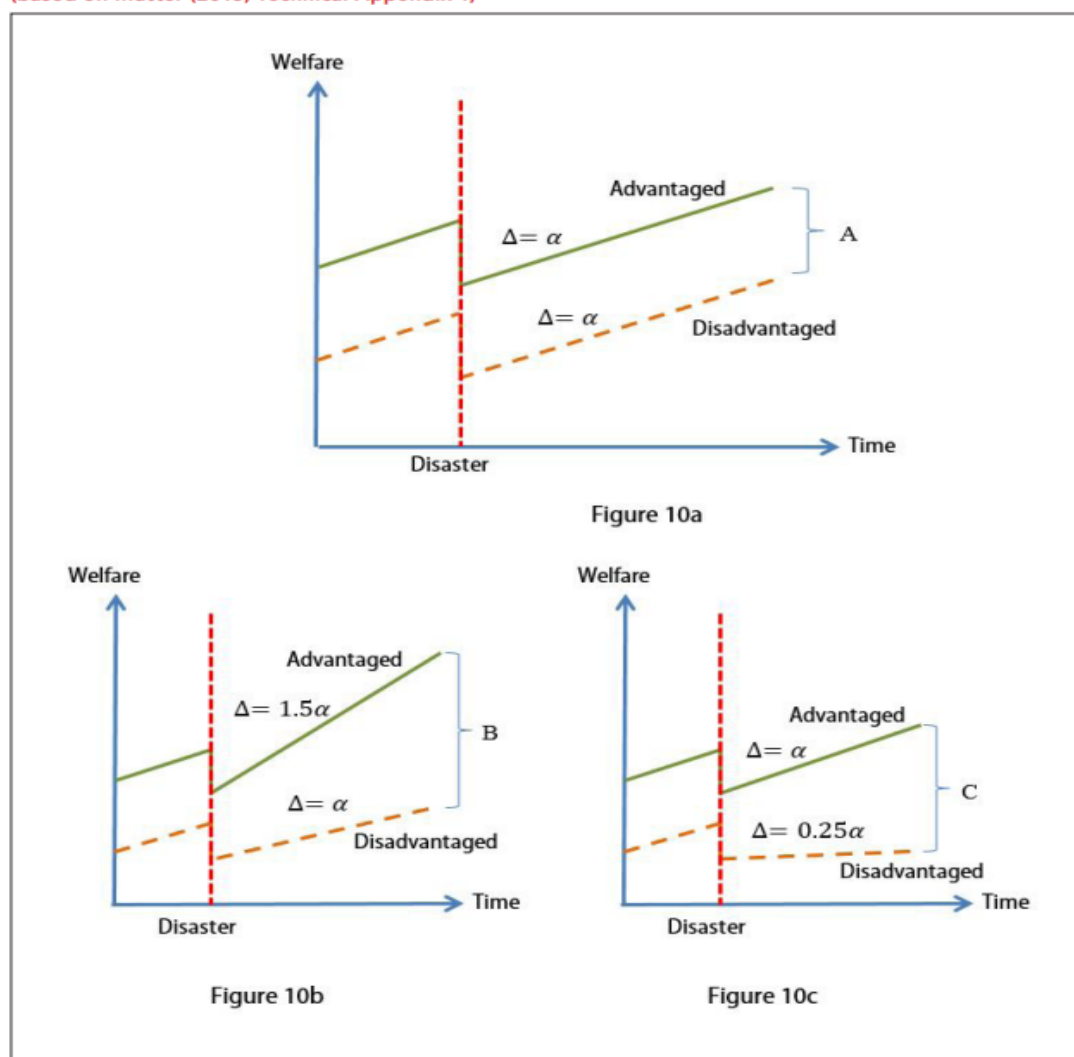 Welfare
Advantaged
Δ= α
A
Δ= α
Disadvantaged
Time
Disaster
Figure 10a
Welfare
Advantaged
Δ= 1.5α
B
Δ= α
Disadvantaged
Time
Disaster
Figure 10b
Welfare
Advantaged
Δ= α
C
Δ= 0.25α
Disadvantaged
Time
Disaster
Figure 10c